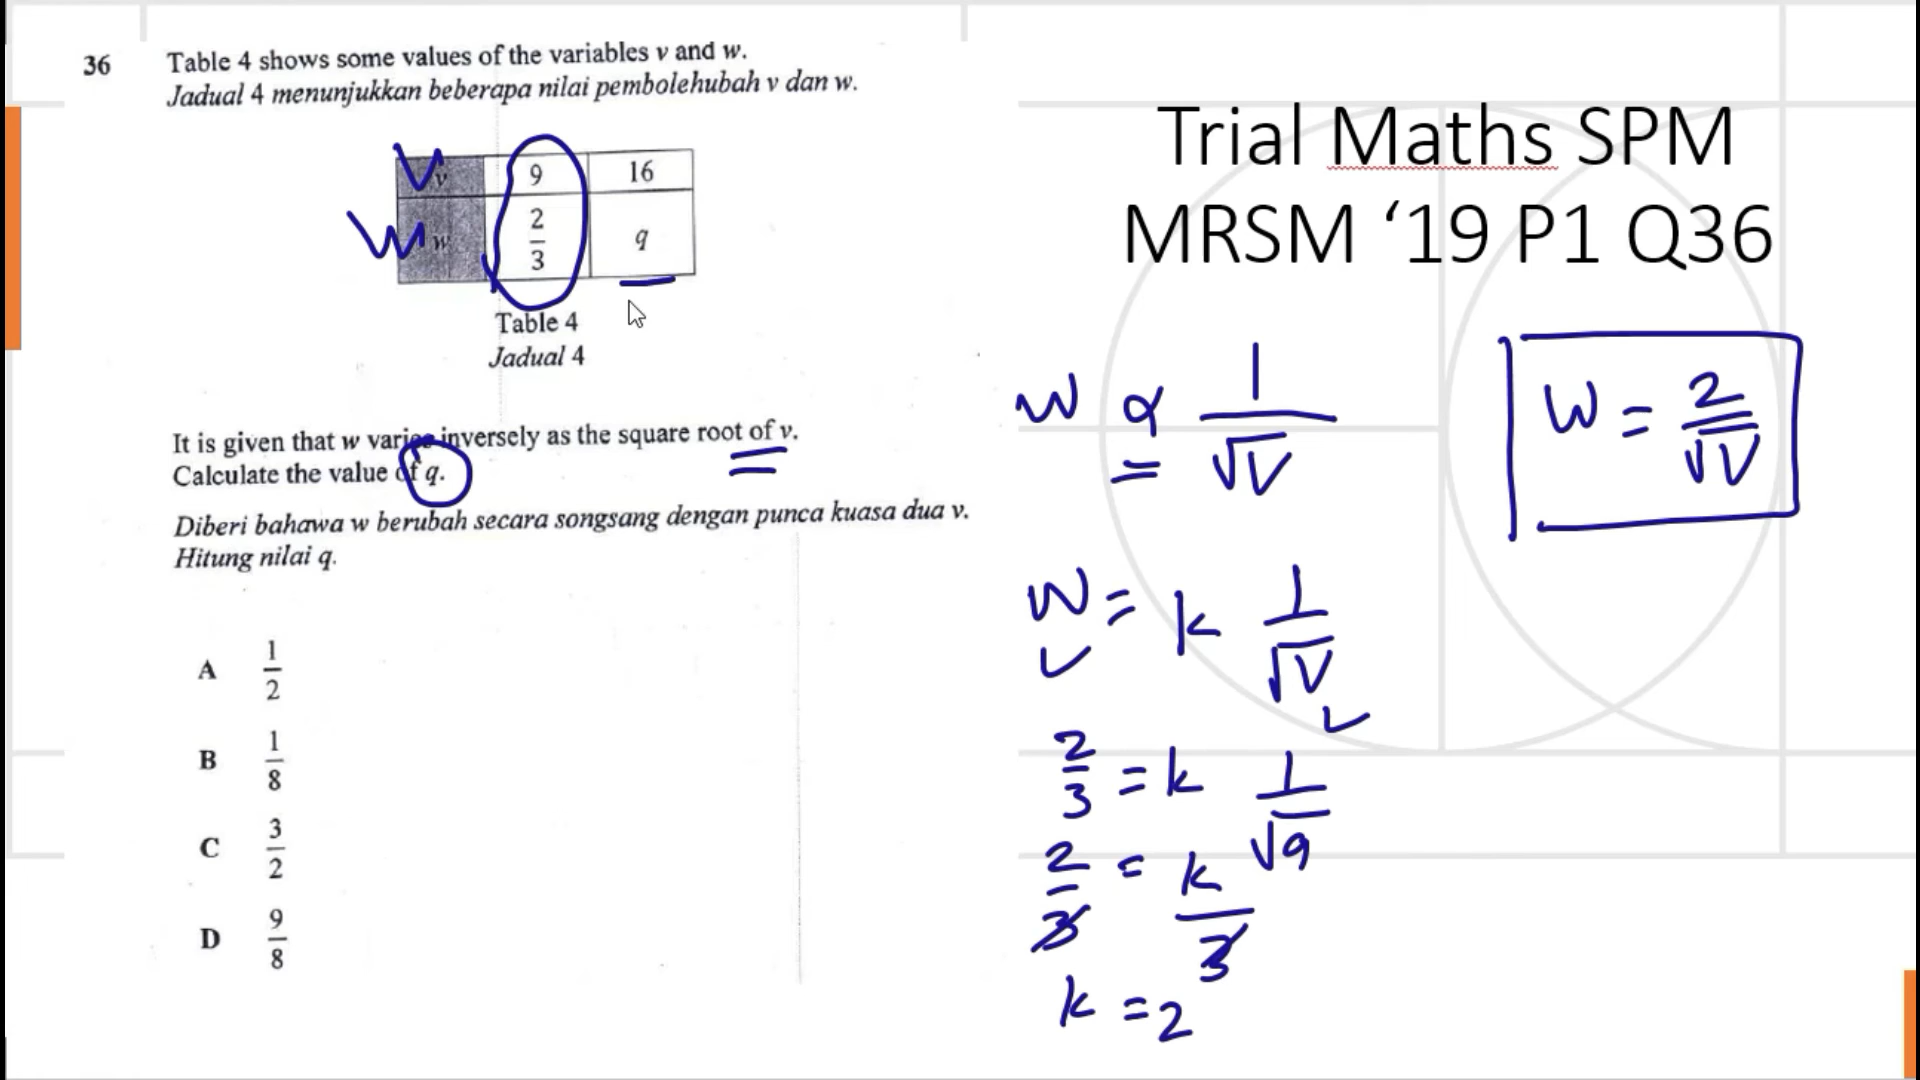 36 Table 4 shows some values of the variables v and w.
Jadual 4 menunjukkan beberapa nilai pembolehubah v dan w.
V v 9 16
W w 2/3 q
Table 4
Jadual 4
It is given that w varies inversely as the square root of v.
Calculate the value of q.
Diberi bahawa w berubah secara songsang dengan punca kuasa dua v.
Hitung nilai q.
A 1/2
B 1/8
C 3/2
D 9/8
Trial Maths SPM
MRSM ‘19 P1 Q36
W ∝ 1/√V
W = 2/√V
W = k 1/√V
2/3 = k 1/√9
2/3 = k/3
k = 2